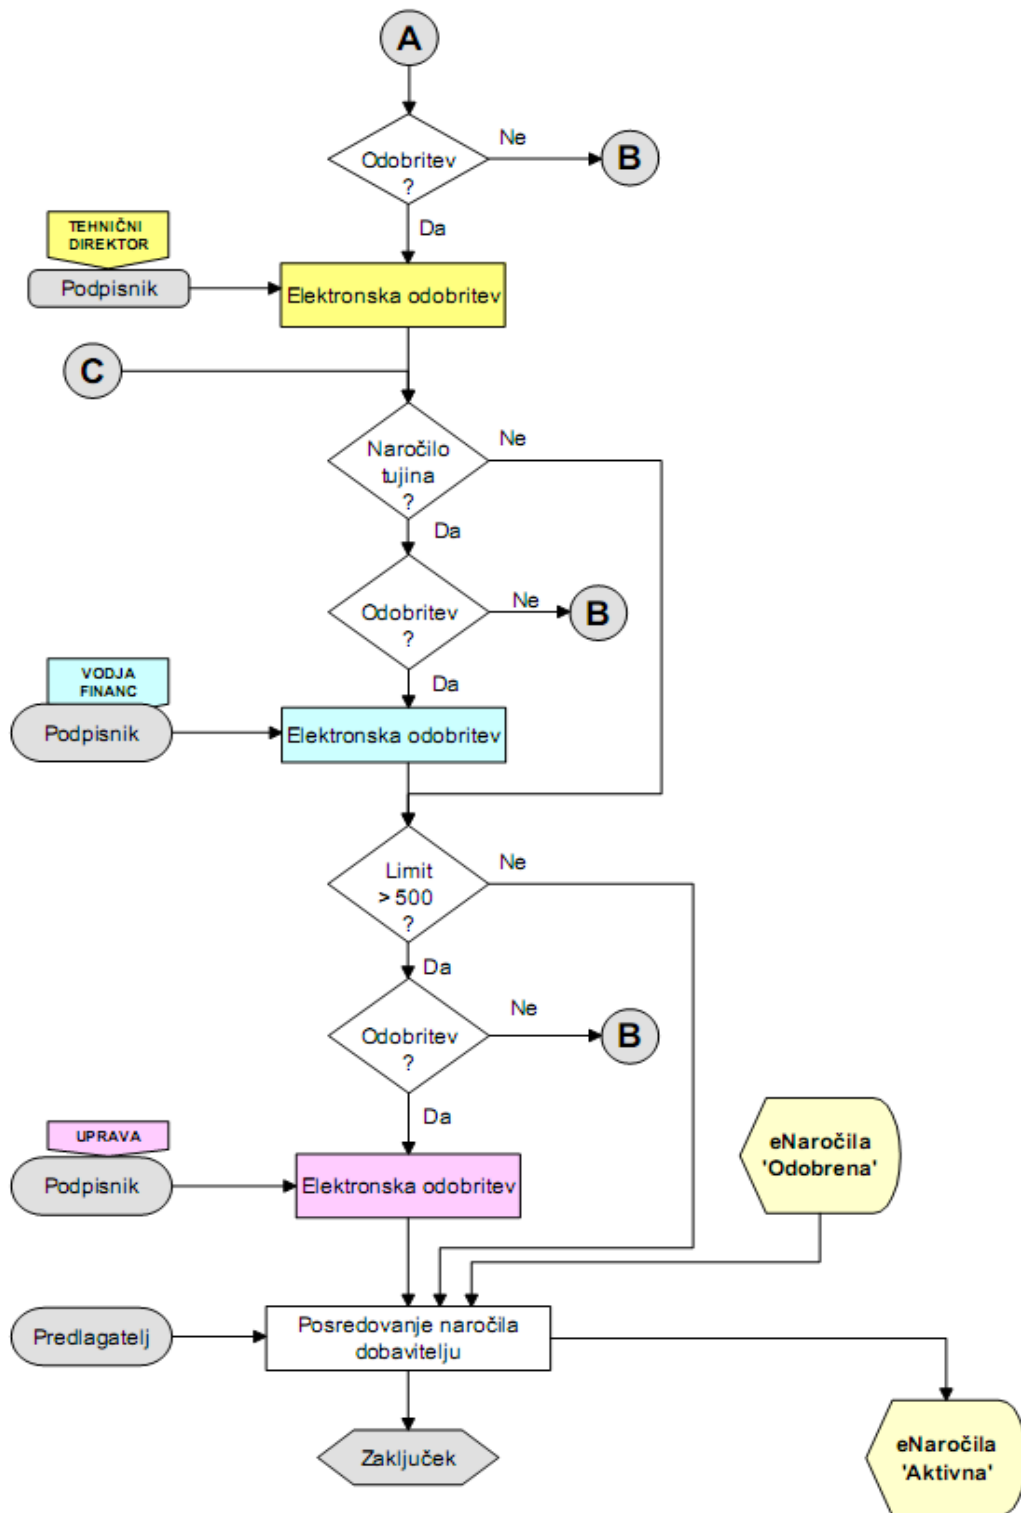 A
Ne
Odobritev
?
B
Da
TEHNIČNI
DIREKTOR
Podpisnik
Elektronska odobritev
C
Naročilo
tujina
?
Ne
Da
Odobritev
?
Ne
B
Da
VODJA
FINANC
Podpisnik
Elektronska odobritev
Limit
> 500
?
Ne
Da
Odobritev
?
Ne
B
Da
UPRAVA
Podpisnik
Elektronska odobritev
eNaročila
'Odobrena'
Predlagatelj
Posredovanje naročila
dobavitelju
Zaključek
eNaročila
'Aktivna'